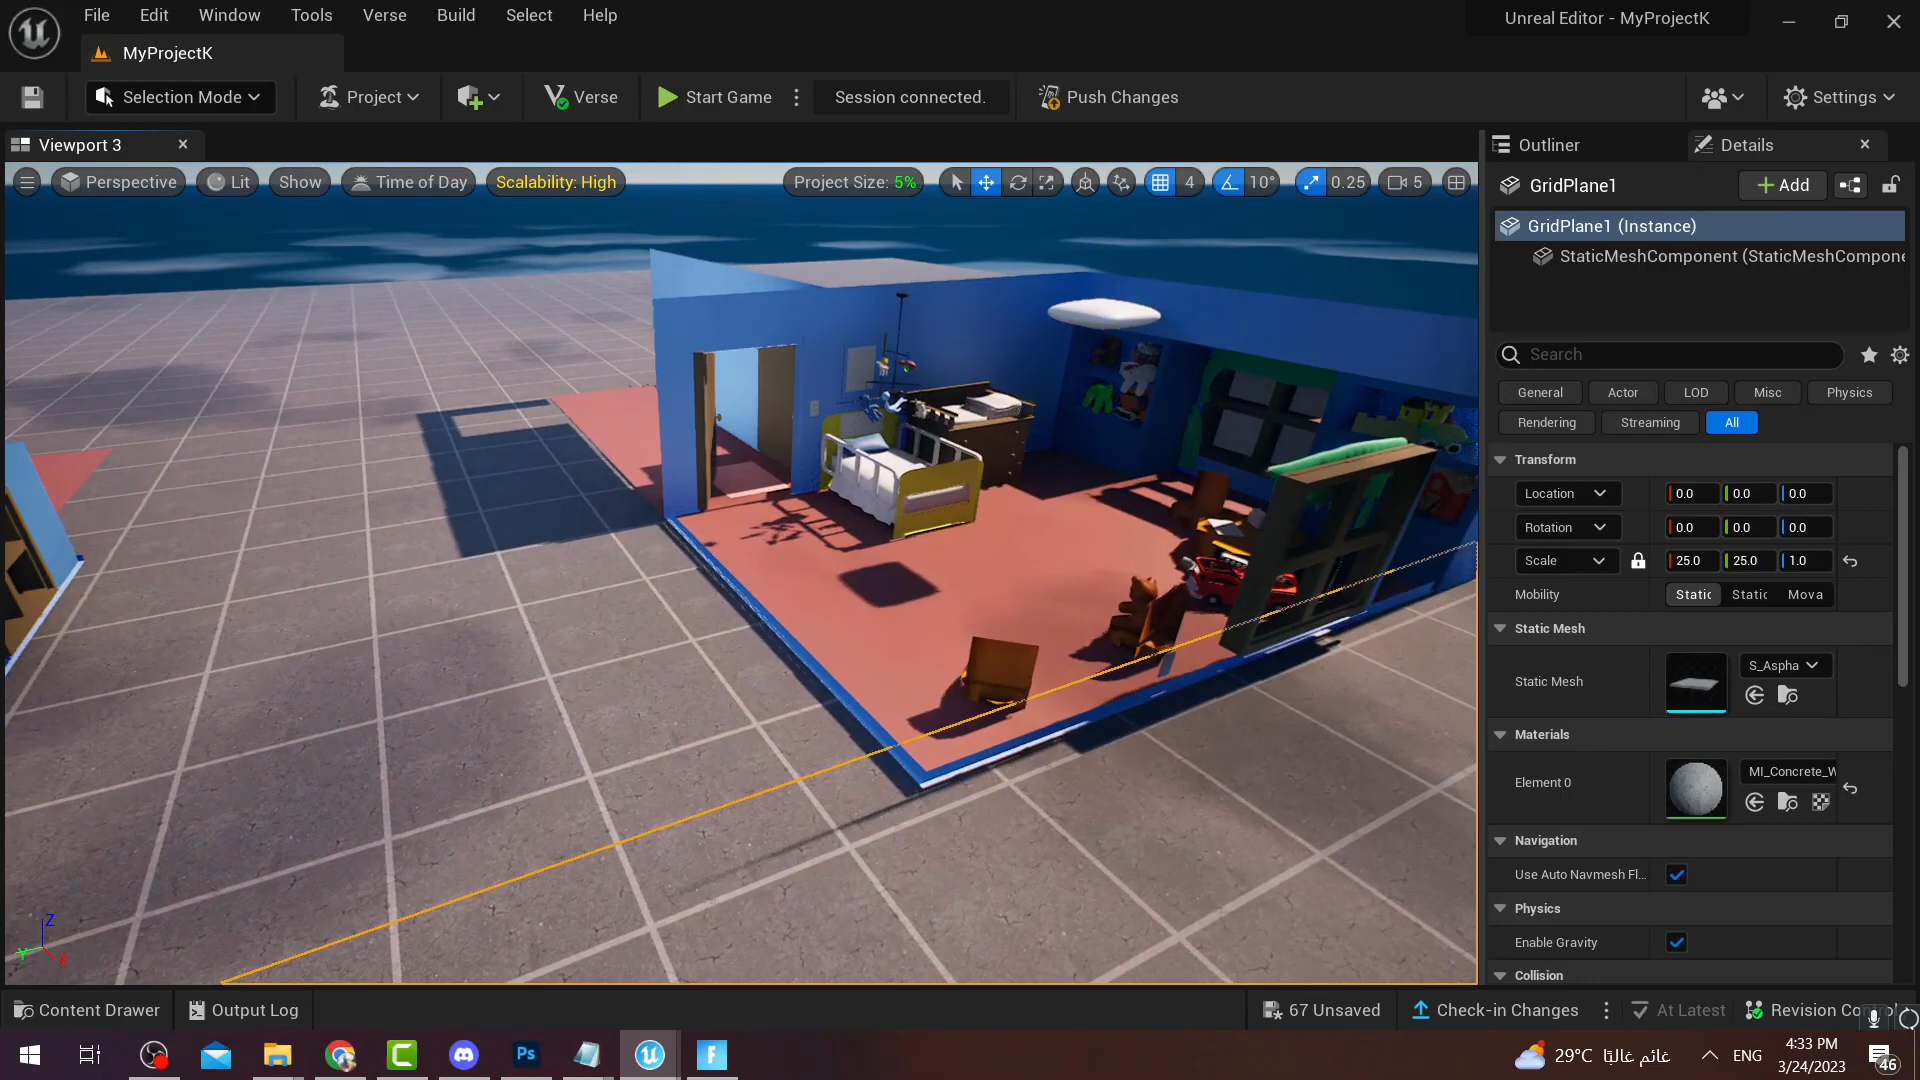 File Edit Window Tools Verse Build Select Help
Unreal Editor - MyProjectK
MyProjectK
Selection Mode
Project
Verse
Start Game
Session connected.
Push Changes
Settings
Viewport 3
Outliner
Details
Perspective
Lit
Show
Time of Day
Scalability: High
Project Size: 5%
4
10°
0.25
5
GridPlane1
Add
GridPlane1 (Instance)
StaticMeshComponent (StaticMeshCompone
Search
General
Actor
LOD
Misc
Physics
Rendering
Streaming
All
Transform
Location
0.0
0.0
0.0
Rotation
0.0
0.0
0.0
Scale
25.0
25.0
1.0
Mobility
Static
Static
Mova
Static Mesh
Static Mesh
S_Aspha
Materials
Element 0
MI_Concrete_W
Navigation
Use Auto Navmesh Fl...
Physics
Enable Gravity
Collision
Z
Y
X
Content Drawer
Output Log
67 Unsaved
Check-in Changes
At Latest
Revision Control
29°C غائم غالبًا
ENG
4:33 PM
3/24/2023
46
Ps